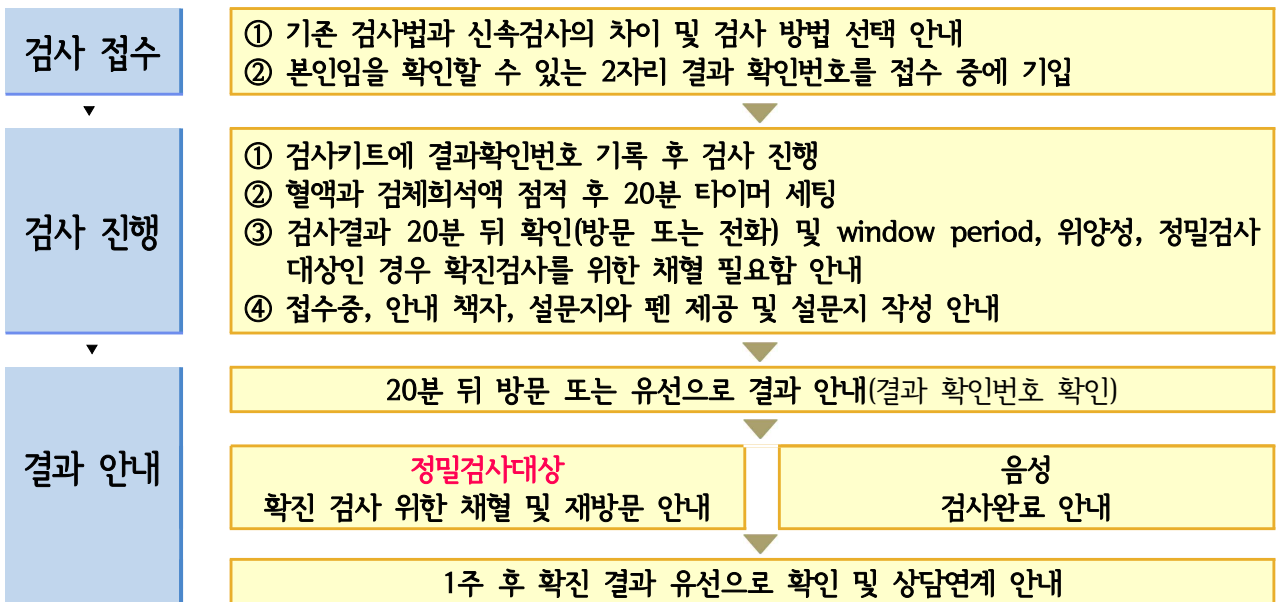 검사 접수
① 기존 검사법과 신속검사의 차이 및 검사 방법 선택 안내
② 본인임을 확인할 수 있는 2자리 결과 확인번호를 접수 중에 기입
검사 진행
① 검사키트에 결과확인번호 기록 후 검사 진행
② 혈액과 검체희석액 점적 후 20분 타이머 세팅
③ 검사결과 20분 뒤 확인(방문 또는 전화) 및 window period, 위양성, 정밀검사
대상인 경우 확진검사를 위한 채혈 필요함 안내
④ 접수중, 안내 책자, 설문지와 펜 제공 및 설문지 작성 안내
결과 안내
20분 뒤 방문 또는 유선으로 결과 안내(결과 확인번호 확인)
정밀검사대상
확진 검사 위한 채혈 및 재방문 안내
음성
검사완료 안내
1주 후 확진 결과 유선으로 확인 및 상담연계 안내